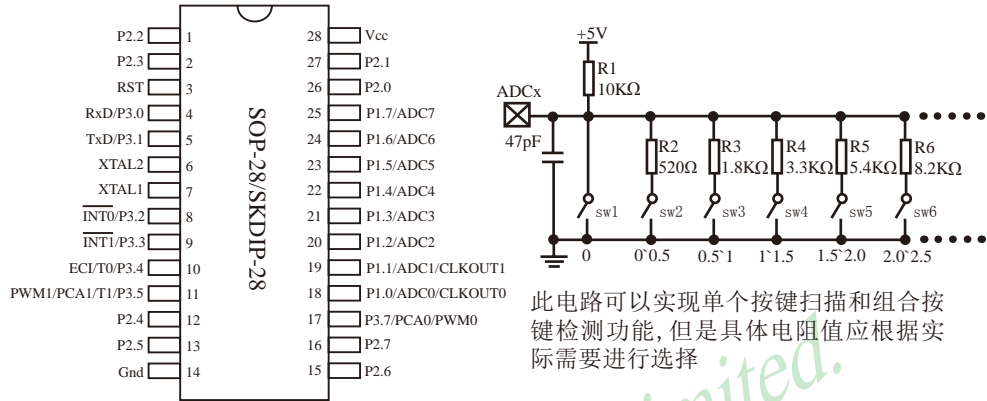 P2.2 1
P2.3 2
RST 3
RxD/P3.0 4
TxD/P3.1 5
XTAL2 6
XTAL1 7
INT0/P3.2 8
INT1/P3.3 9
ECI/T0/P3.4 10
PWM1/PCA1/T1/P3.5 11
P2.4 12
P2.5 13
Gnd 14
SOP-28/SKDIP-28
28 Vcc
27 P2.1
26 P2.0
25 P1.7/ADC7
24 P1.6/ADC6
23 P1.5/ADC5
22 P1.4/ADC4
21 P1.3/ADC3
20 P1.2/ADC2
19 P1.1/ADC1/CLKOUT1
18 P1.0/ADC0/CLKOUT0
17 P3.7/PCA0/PWM0
16 P2.7
15 P2.6
+5V
R1
10KΩ
ADCx
47pF
R2 R3 R4 R5 R6
520Ω 1.8KΩ 3.3KΩ 5.4KΩ 8.2KΩ
sw1 sw2 sw3 sw4 sw5 sw6
0 0`0.5 0.5`1 1`1.5 1.5`2.0 2.0`2.5
此电路可以实现单个按键扫描和组合按
键检测功能,但是具体电阻值应根据实
际需要进行选择